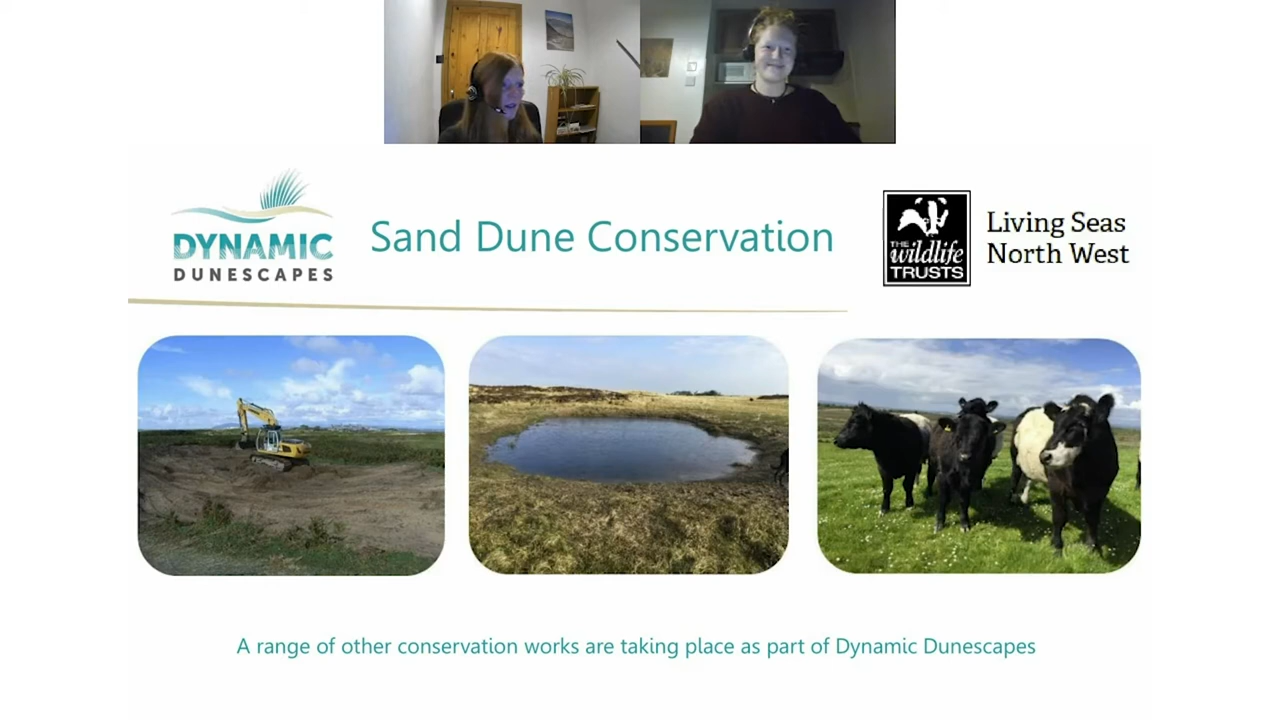 DYNAMIC
DUNESCAPES
Sand Dune Conservation
THE
wildlife
TRUSTS
Living Seas
North West
A range of other conservation works are taking place as part of Dynamic Dunescapes